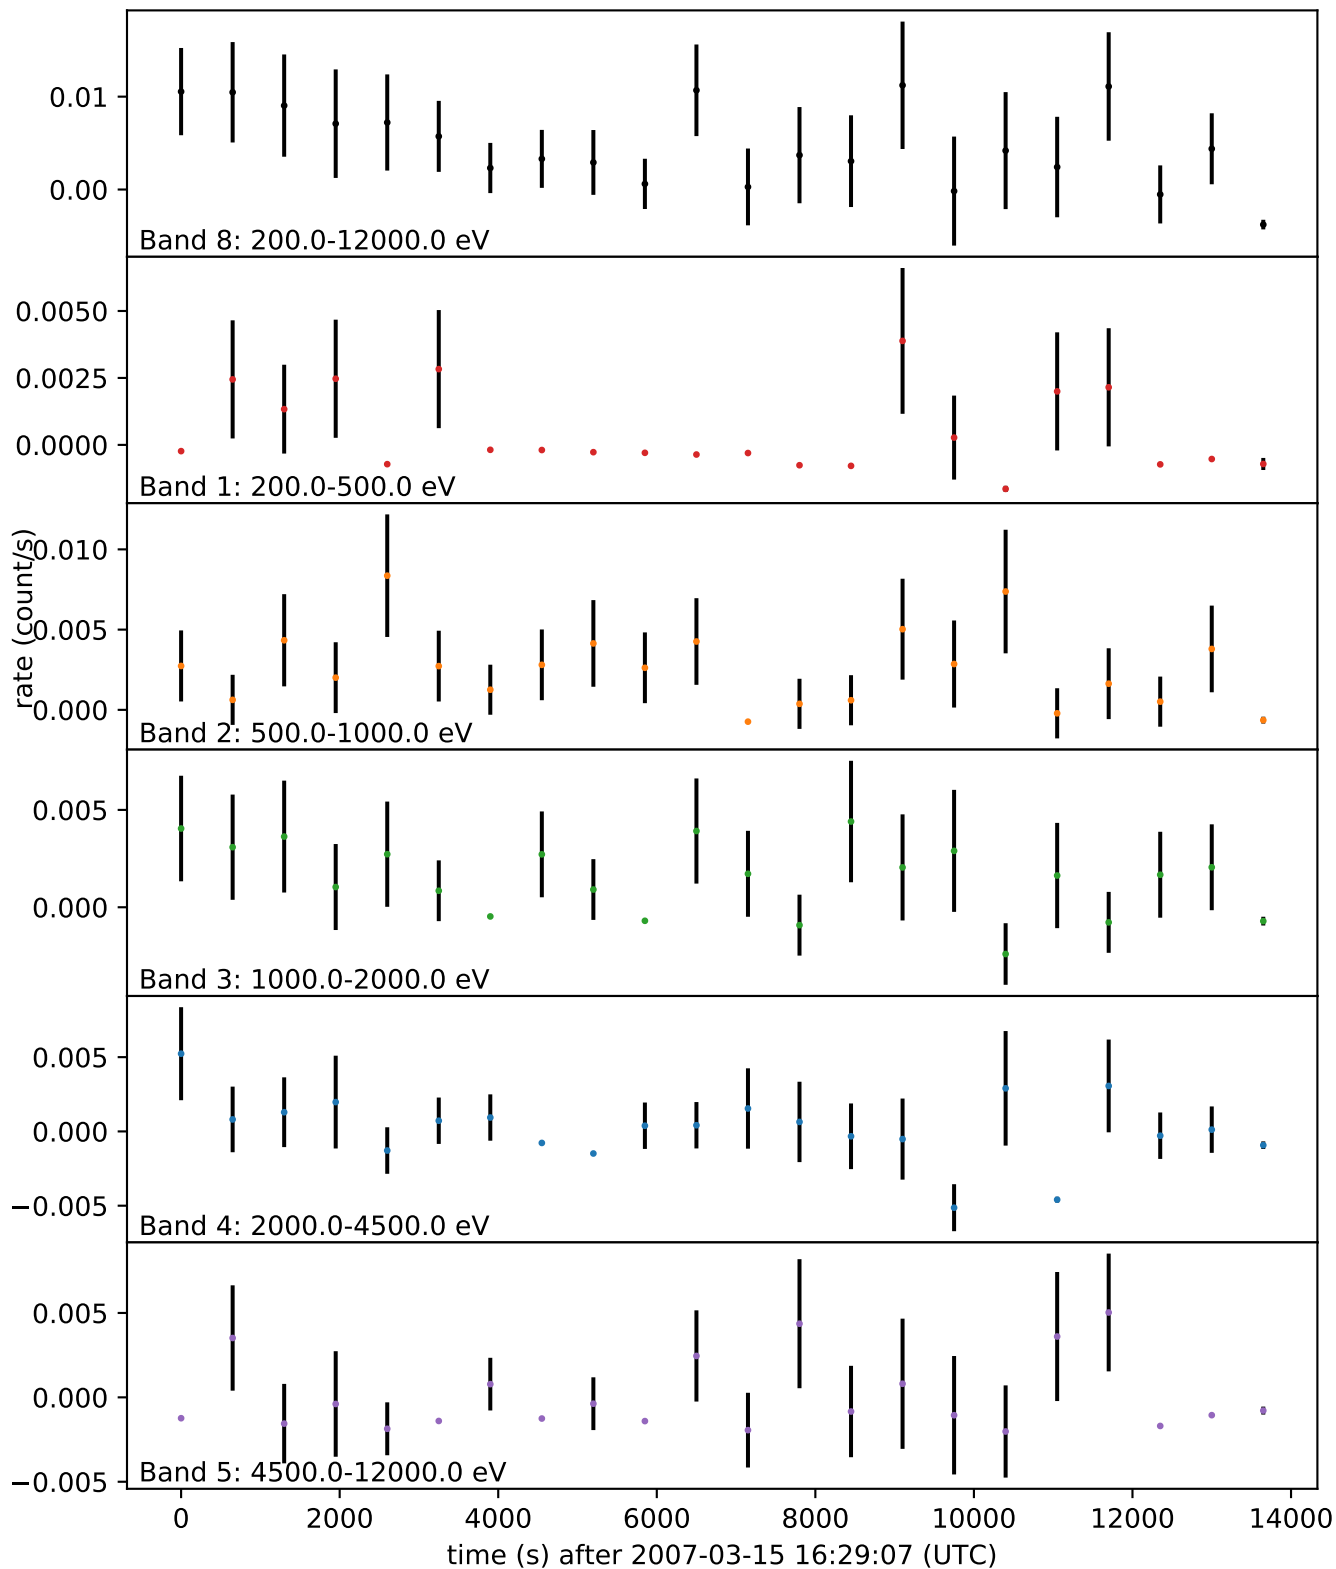 0.01
0.00
Band 8: 200.0-12000.0 eV
0.0050
0.0025
0.0000
Band 1: 200.0-500.0 eV
rate (count/s)
0.010
0.005
0.000
Band 2: 500.0-1000.0 eV
0.005
0.000
Band 3: 1000.0-2000.0 eV
0.005
0.000
−0.005
Band 4: 2000.0-4500.0 eV
0.005
0.000
−0.005
Band 5: 4500.0-12000.0 eV
0 2000 4000 6000 8000 10000 12000 14000
time (s) after 2007-03-15 16:29:07 (UTC)